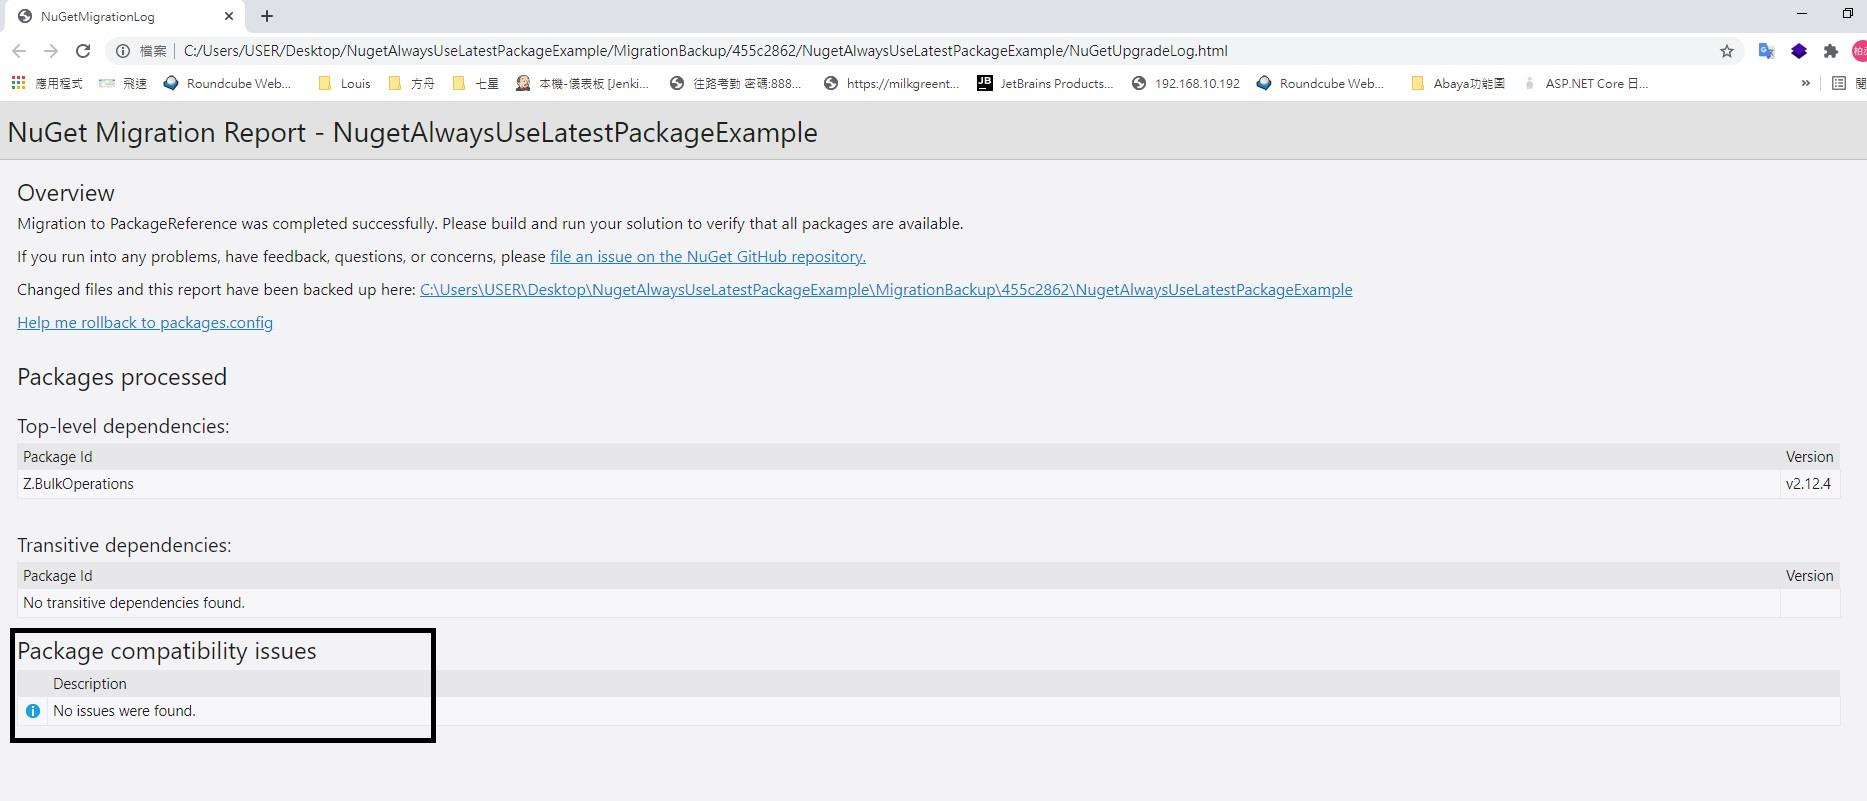 NuGetMigrationLog
檔案 C:/Users/USER/Desktop/NugetAlwaysUseLatestPackageExample/MigrationBackup/455c2862/NugetAlwaysUseLatestPackageExample/NuGetUpgradeLog.html
應用程式 飛速 Roundcube Web... Louis 方舟 七星 本機-儀表板 [Jenki... 往路考勤 密碼:888... https://milkgreent... JetBrains Products... 192.168.10.192 Roundcube Web... Abaya功能圖 ASP.NET Core 日... »
NuGet Migration Report - NugetAlwaysUseLatestPackageExample
Overview
Migration to PackageReference was completed successfully. Please build and run your solution to verify that all packages are available.
If you run into any problems, have feedback, questions, or concerns, please file an issue on the NuGet GitHub repository.
Changed files and this report have been backed up here: C:\Users\USER\Desktop\NugetAlwaysUseLatestPackageExample\MigrationBackup\455c2862\NugetAlwaysUseLatestPackageExample
Help me rollback to packages.config
Packages processed
Top-level dependencies:
Package Id Version
Z.BulkOperations v2.12.4
Transitive dependencies:
Package Id Version
No transitive dependencies found.
Package compatibility issues
Description
No issues were found.